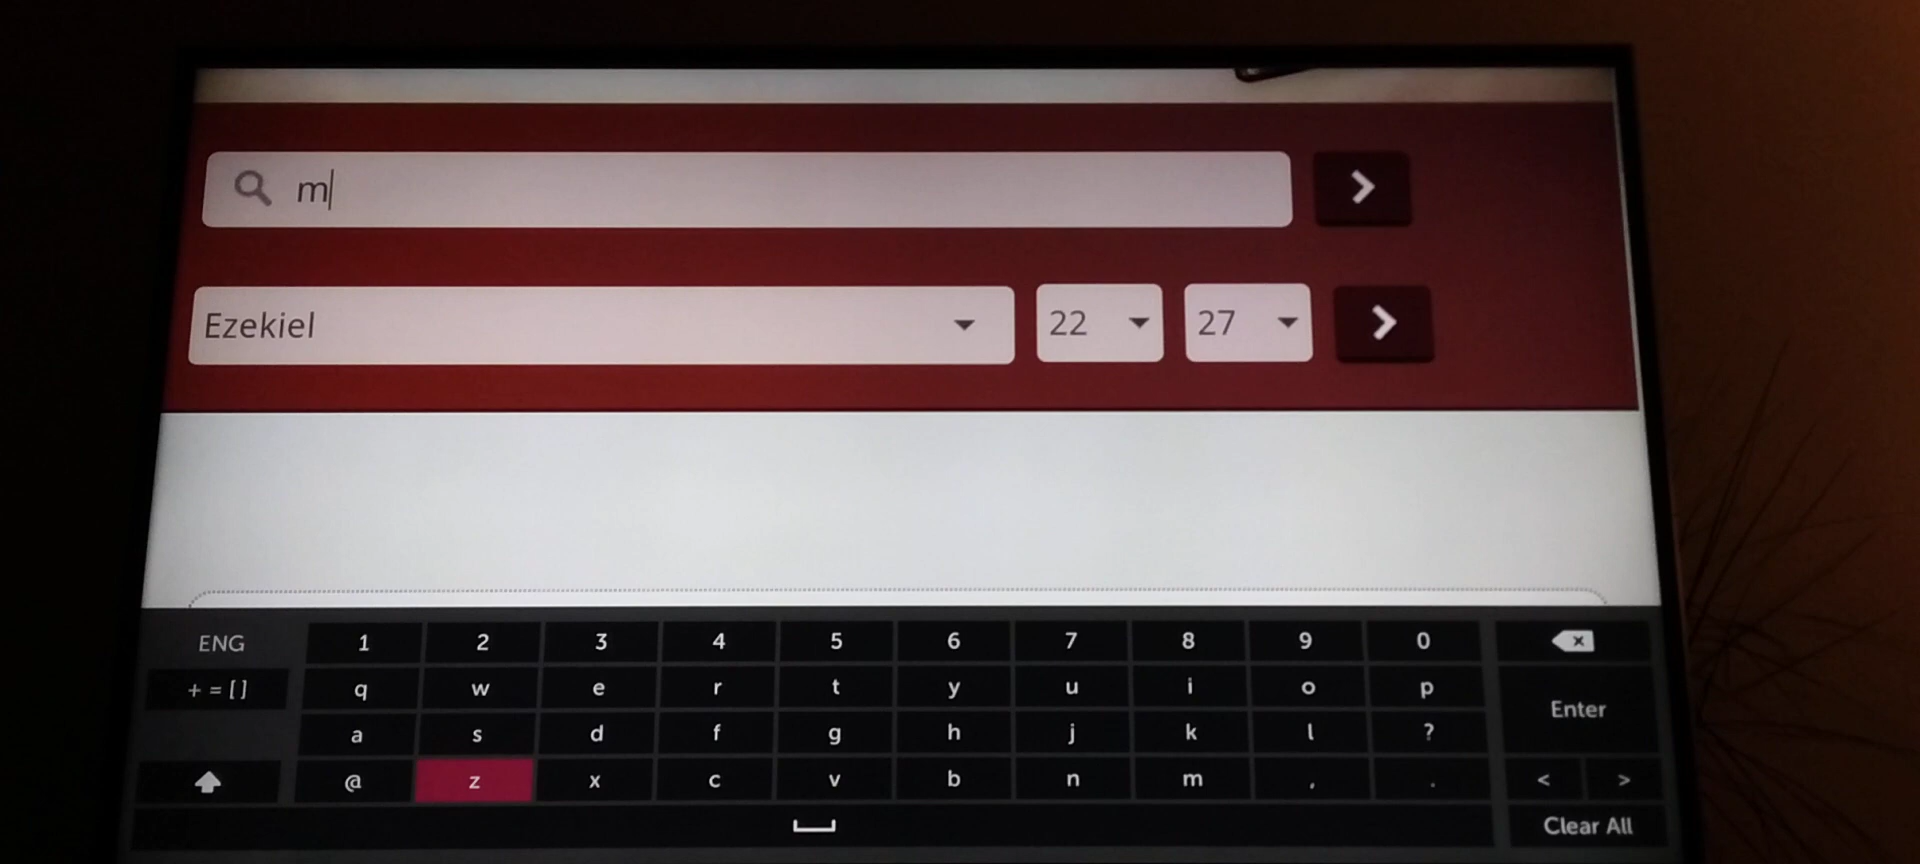 m
Ezekiel 22 27
ENG 1 2 3 4 5 6 7 8 9 0
+ = [ ] q w e r t y u i o p Enter
a s d f g h j k l ?
@ z x c v b n m , . < >
Clear All